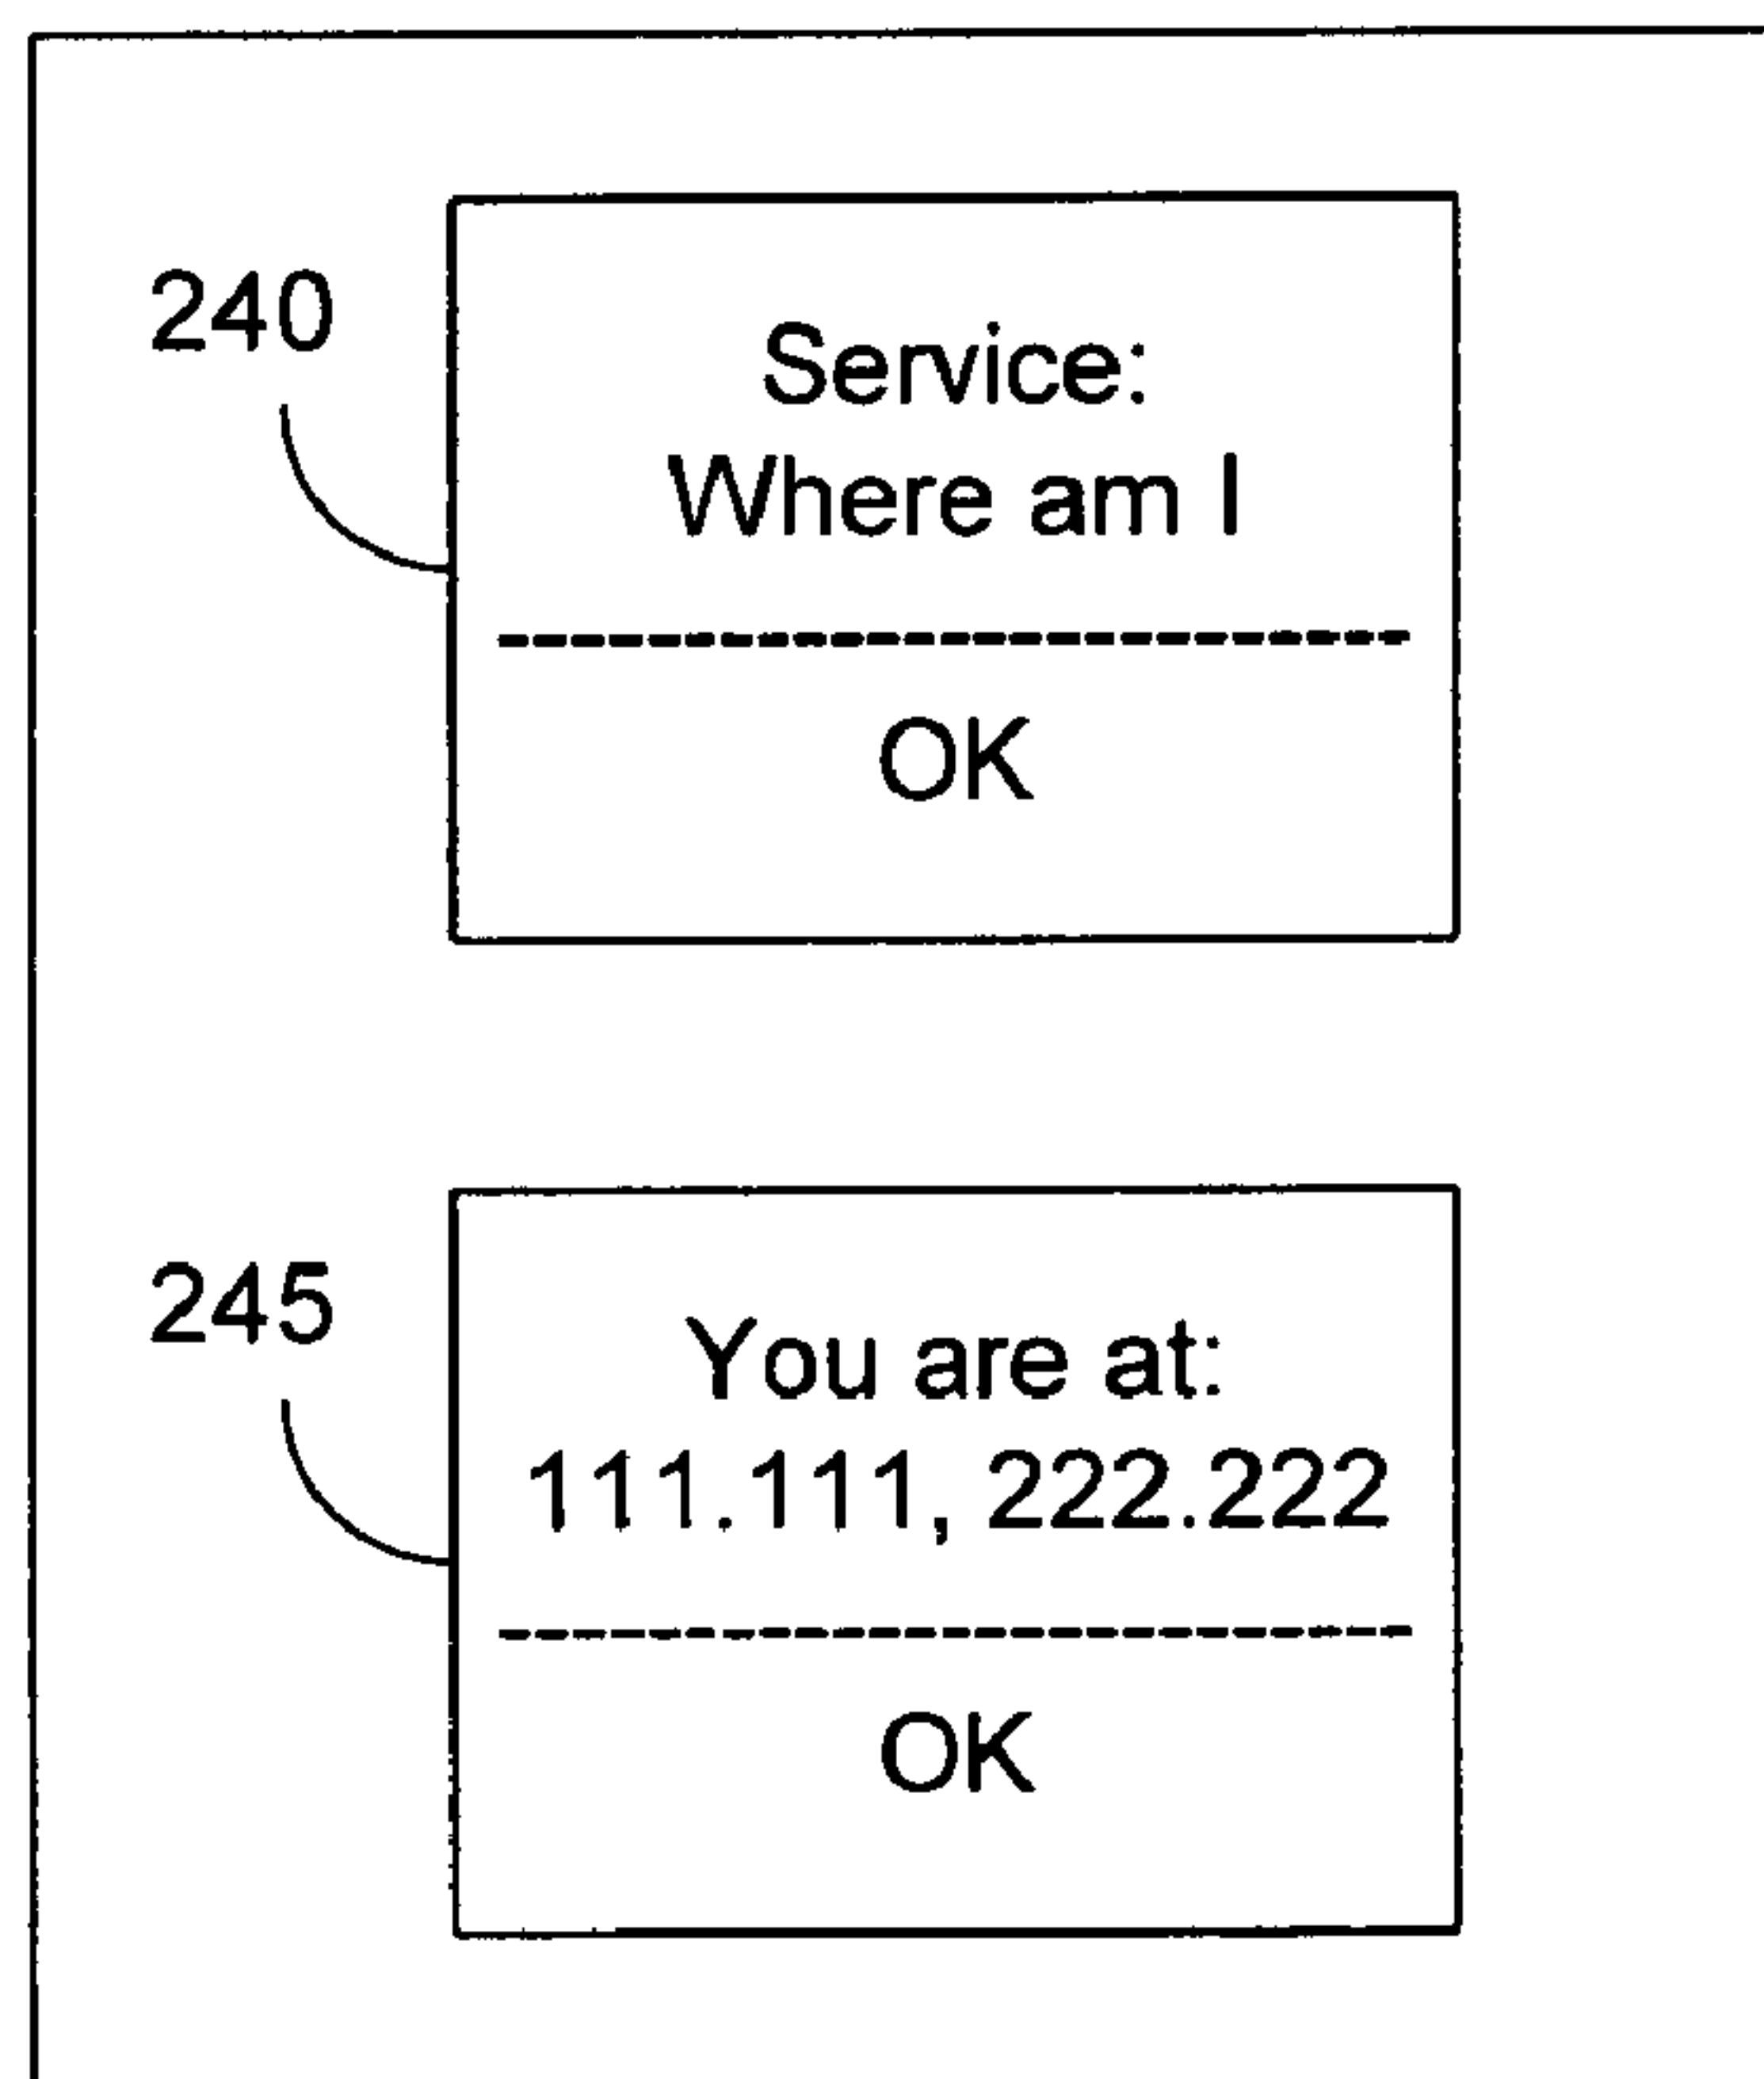 240
Service:
Where am I
OK
245
You are at:
111.111, 222.222
OK